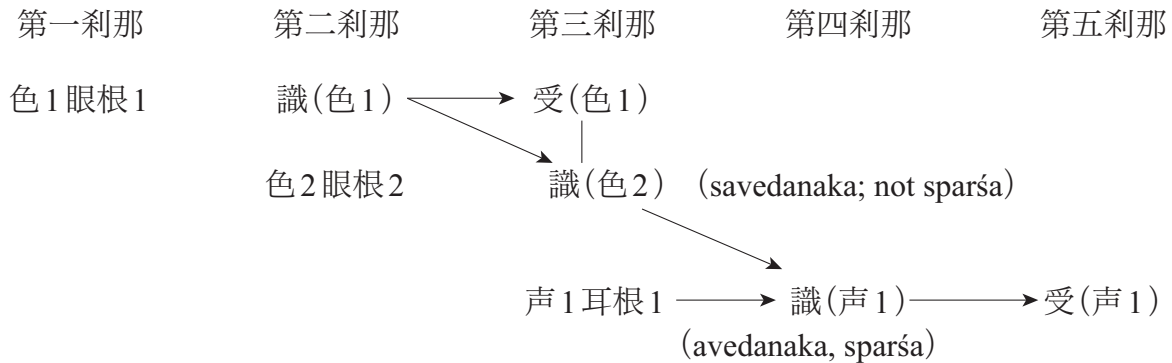 第一刹那 第二刹那 第三刹那 第四刹那 第五刹那
色1眼根1 識(色1) 受(色1)
色2眼根2 識(色2) (savedanaka; not sparśa)
声1耳根1 識(声1) 受(声1)
(avedanaka, sparśa)